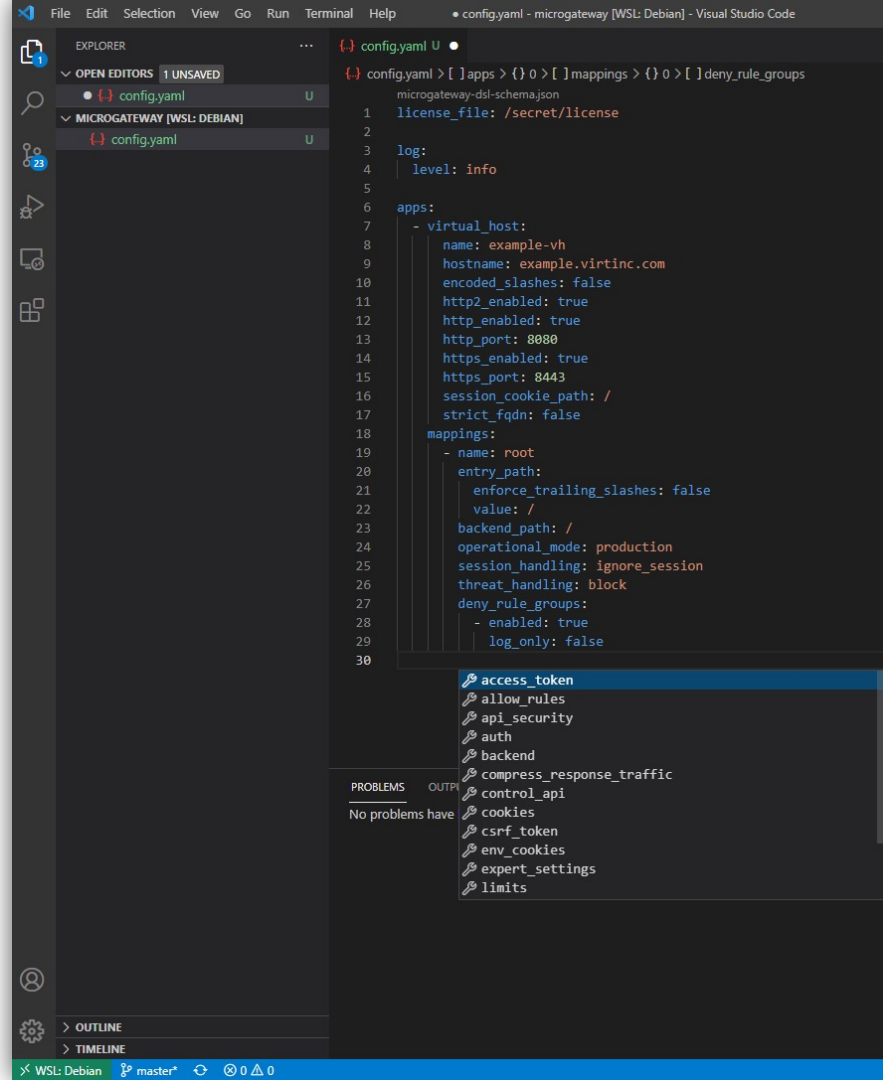 File Edit Selection View Go Run Terminal Help ● config.yaml - microgateway [WSL: Debian] - Visual Studio Code
EXPLORER ...
OPEN EDITORS 1 UNSAVED
● {..} config.yaml U
MICROGATEWAY [WSL: DEBIAN]
{..} config.yaml U
1
23
OUTLINE
TIMELINE
{..} config.yaml U ●
{..} config.yaml > [ ] apps > {} 0 > [ ] mappings > {} 0 > [ ] deny_rule_groups
microgateway-dsl-schema.json
1 license_file: /secret/license
2
3 log:
4   level: info
5
6 apps:
7   - virtual_host:
8       name: example-vh
9       hostname: example.virtinc.com
10       encoded_slashes: false
11       http2_enabled: true
12       http_enabled: true
13       http_port: 8080
14       https_enabled: true
15       https_port: 8443
16       session_cookie_path: /
17       strict_fqdn: false
18     mappings:
19       - name: root
20         entry_path:
21           enforce_trailing_slashes: false
22           value: /
23         backend_path: /
24         operational_mode: production
25         session_handling: ignore_session
26         threat_handling: block
27         deny_rule_groups:
28           - enabled: true
29             log_only: false
30
access_token
allow_rules
api_security
auth
backend
compress_response_traffic
control_api
cookies
csrf_token
env_cookies
expert_settings
limits
PROBLEMS
No problems have
WSL: Debian master* 0 0